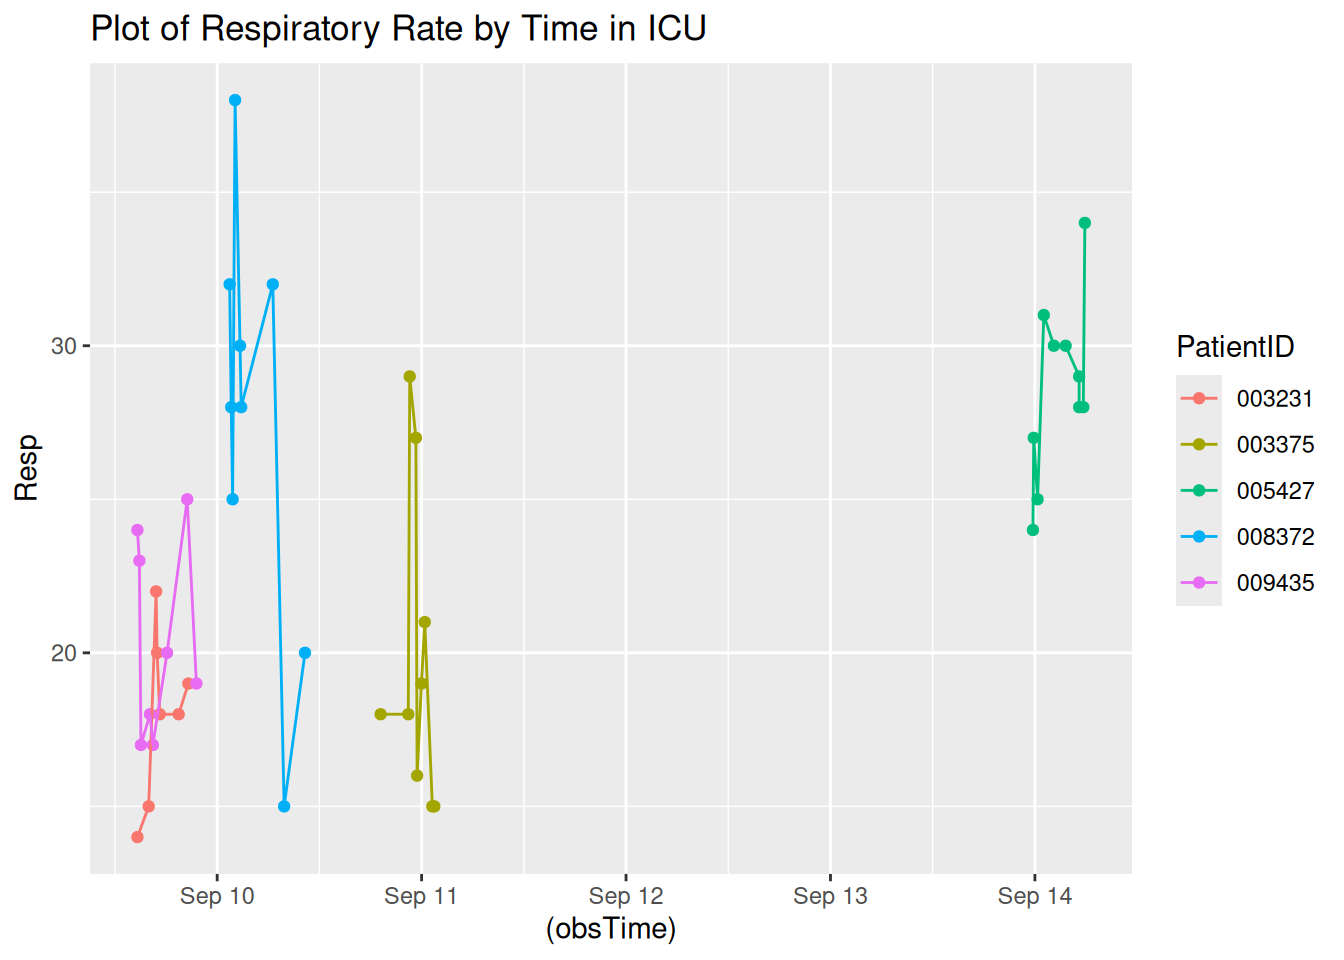 Plot of Respiratory Rate by Time in ICU
Resp
30
20
Sep 10
Sep 11
Sep 12
Sep 13
Sep 14
(obsTime)
PatientID
003231
003375
005427
008372
009435